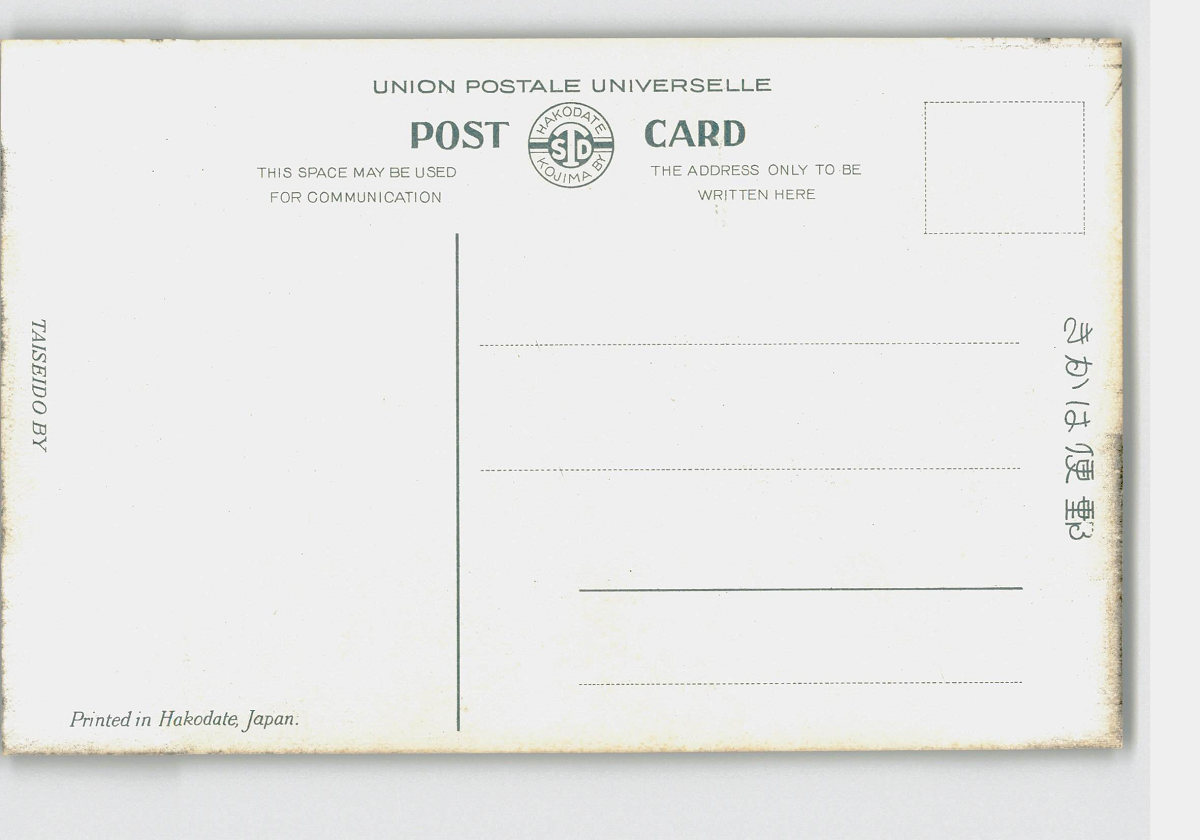 UNION POSTALE UNIVERSELLE
POST CARD
HAKODATE
STD
KOJIMA BY
THIS SPACE MAY BE USED
FOR COMMUNICATION
THE ADDRESS ONLY TO BE
WRITTEN HERE
TAISEIDO BY
きかは便郵
Printed in Hakodate, Japan.